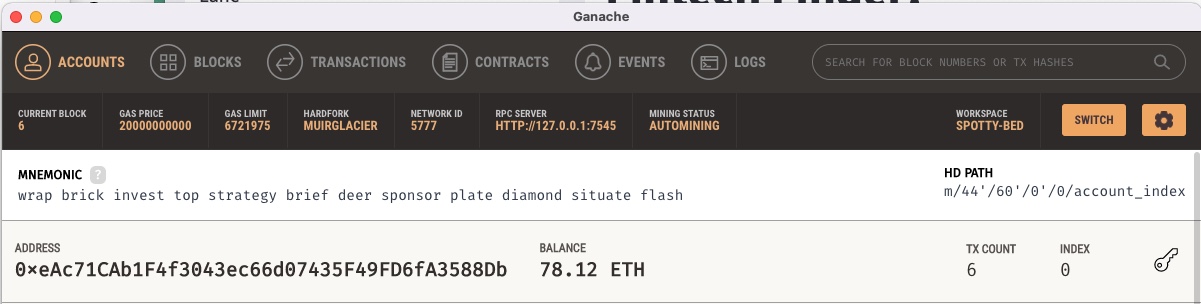 Ganache
ACCOUNTS BLOCKS TRANSACTIONS CONTRACTS EVENTS LOGS SEARCH FOR BLOCK NUMBERS OR TX HASHES
CURRENT BLOCK GAS PRICE GAS LIMIT HARDFORK NETWORK ID RPC SERVER MINING STATUS WORKSPACE
6 20000000000 6721975 MUIRGLACIER 5777 HTTP://127.0.0.1:7545 AUTOMINING SPOTTY-BED SWITCH
MNEMONIC ? HD PATH
wrap brick invest top strategy brief deer sponsor plate diamond situate flash m/44'/60'/0'/0/account_index
ADDRESS BALANCE TX COUNT INDEX
0×eAc71CAb1F4f3043ec66d07435F49FD6fA3588Db 78.12 ETH 6 0